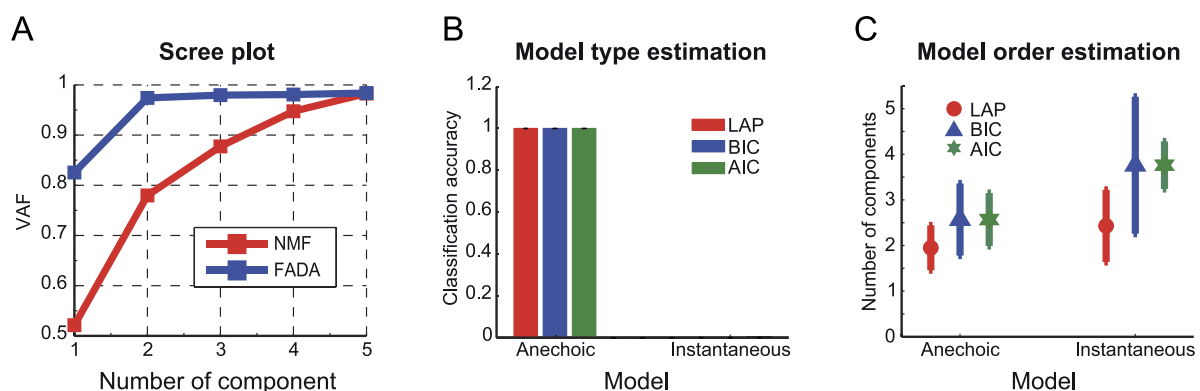 A
Scree plot
1
0.9
0.8
0.7
0.6
0.5
VAF
NMF
FADA
1 2 3 4 5
Number of component
B
Model type estimation
1.2
1
0.8
0.6
0.4
0.2
0
Classification accuracy
LAP
BIC
AIC
Anechoic Instantaneous
Model
C
Model order estimation
5
4
3
2
1
0
Number of components
LAP
BIC
AIC
Anechoic Instantaneous
Model